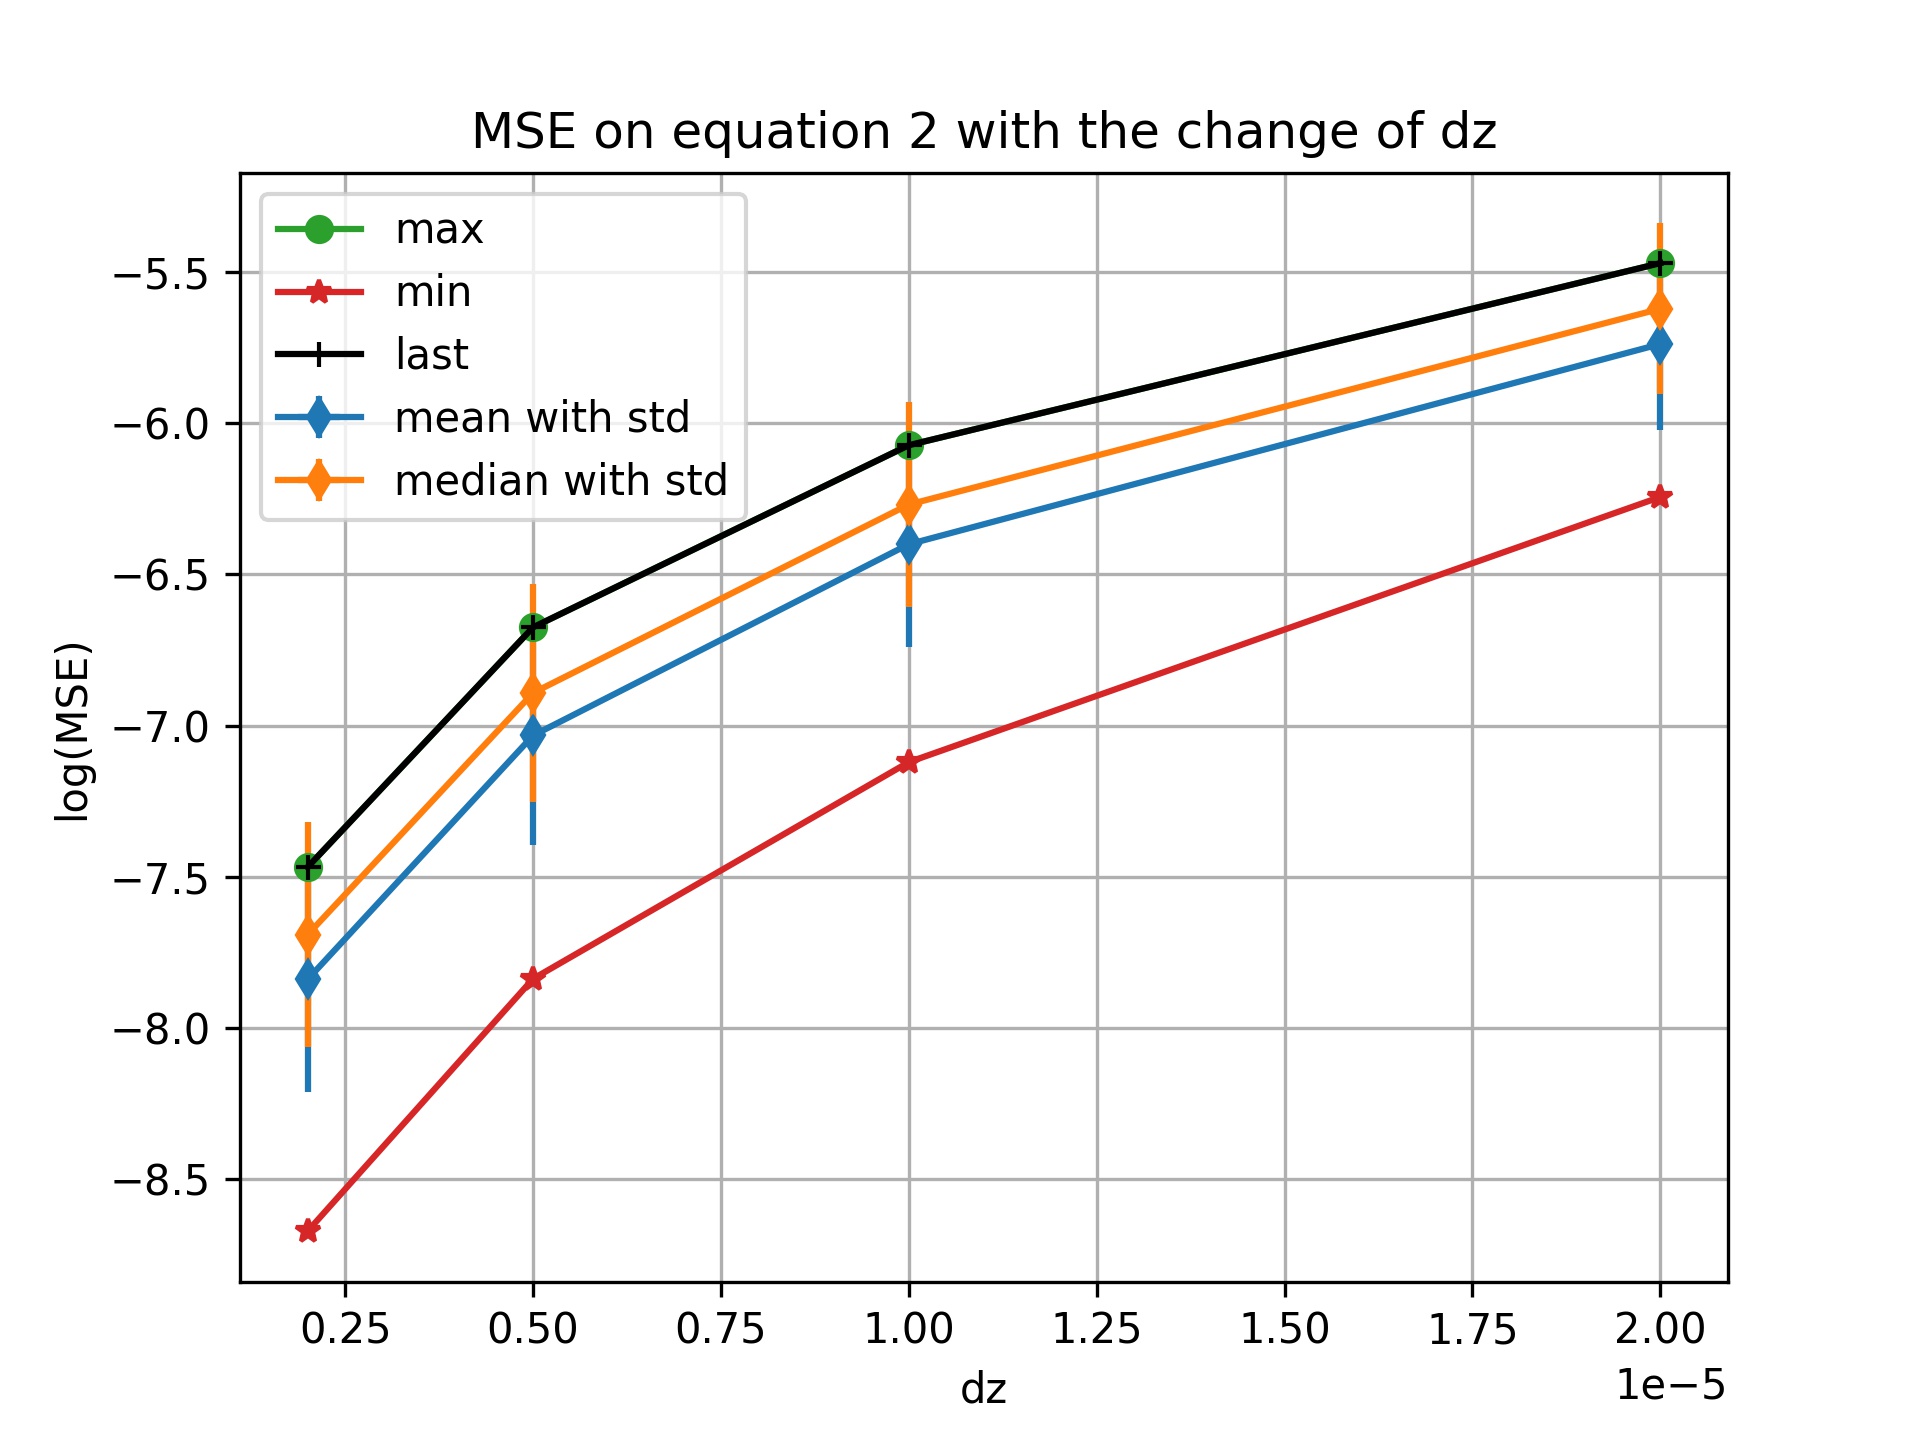 MSE on equation 2 with the change of dz
max
min
last
mean with std
median with std
−5.5
−6.0
−6.5
−7.0
−7.5
−8.0
−8.5
log(MSE)
0.25 0.50 0.75 1.00 1.25 1.50 1.75 2.00
1e−5
dz